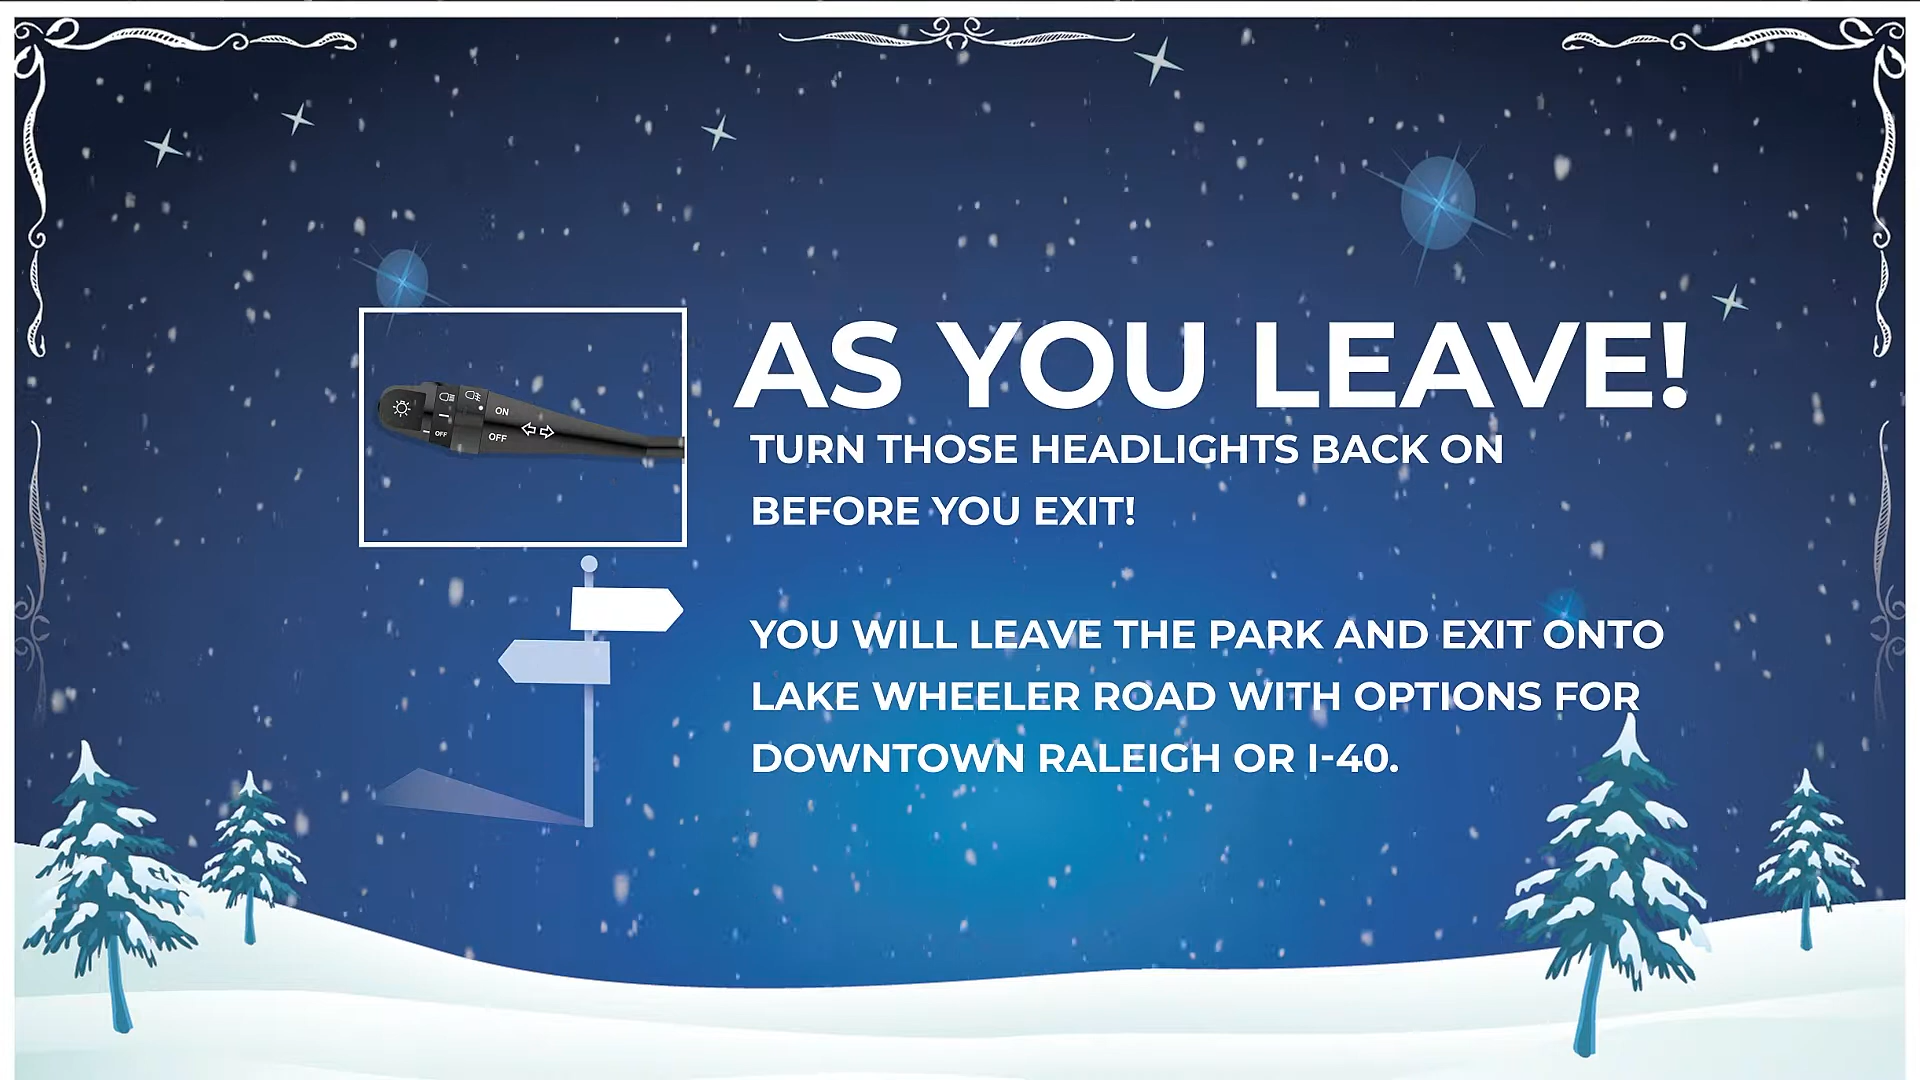 AS YOU LEAVE!
ON
OFF
OFF
TURN THOSE HEADLIGHTS BACK ON
BEFORE YOU EXIT!
YOU WILL LEAVE THE PARK AND EXIT ONTO
LAKE WHEELER ROAD WITH OPTIONS FOR
DOWNTOWN RALEIGH OR I-40.